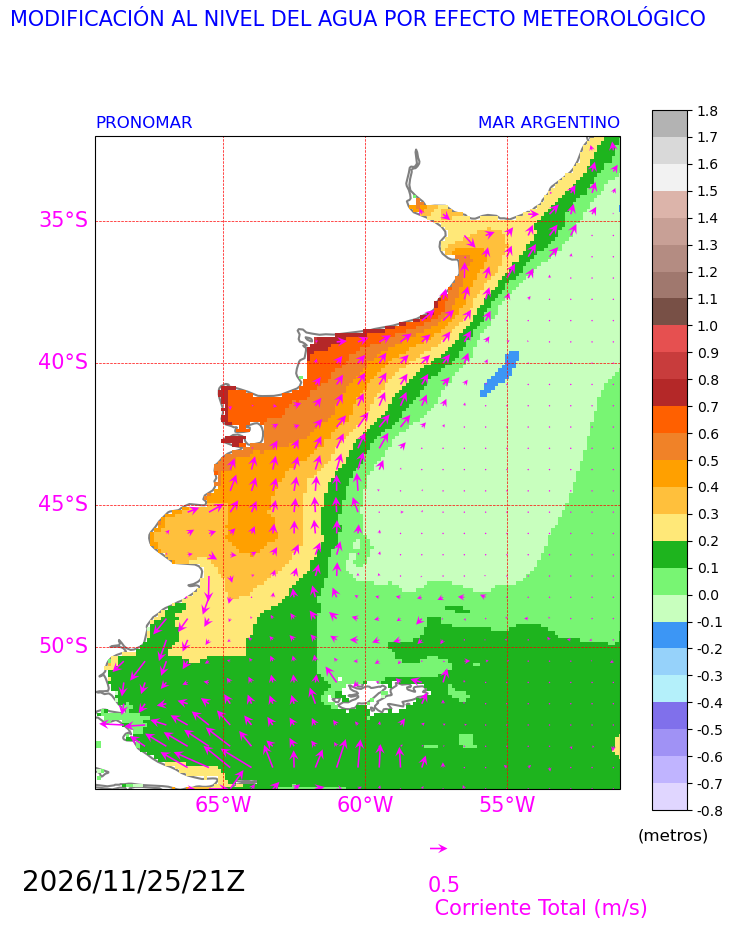 MODIFICACIÓN AL NIVEL DEL AGUA POR EFECTO METEOROLÓGICO
PRONOMAR
MAR ARGENTINO
35°S
40°S
45°S
50°S
65°W
60°W
55°W
1.8
1.7
1.6
1.5
1.4
1.3
1.2
1.1
1.0
0.9
0.8
0.7
0.6
0.5
0.4
0.3
0.2
0.1
0.0
-0.1
-0.2
-0.3
-0.4
-0.5
-0.6
-0.7
-0.8
(metros)
2026/11/25/21Z
0.5
Corriente Total (m/s)